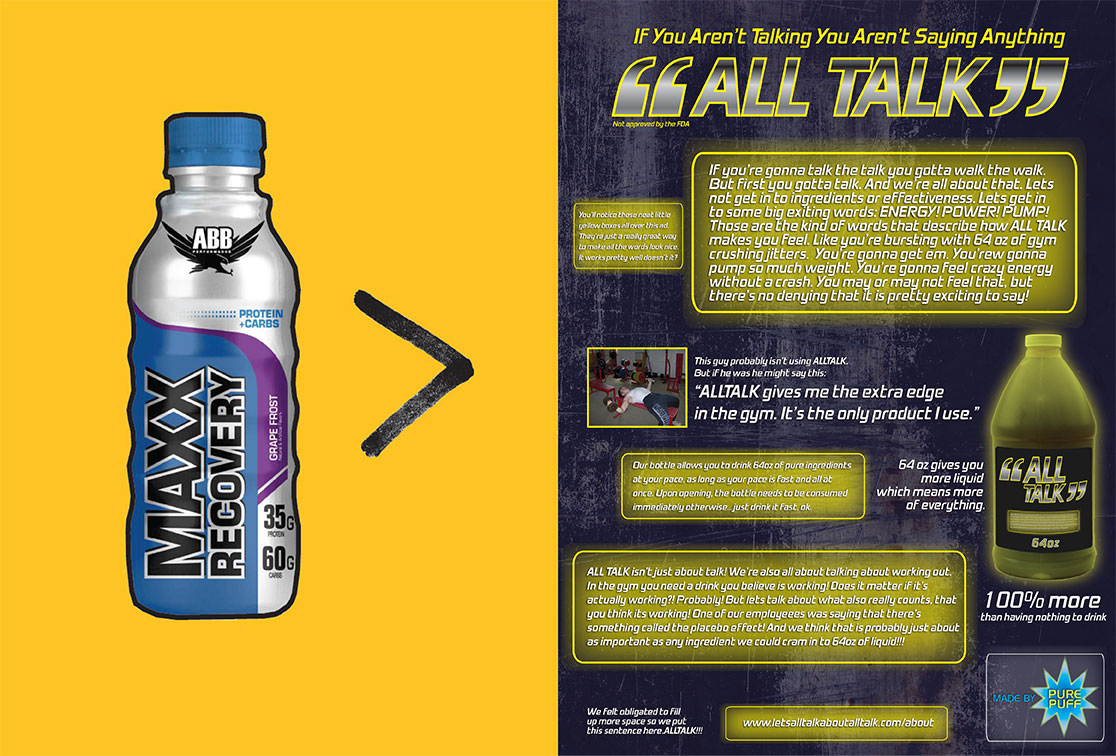 ABB
PERFORMANCE
PROTEIN
+CARBS
MAXX
RECOVERY
GRAPE FROST
35G
PROTEIN
60G
CARBS
>
IF You Aren't Talking You Aren't Saying Anything
“ALL TALK”
Not approved by the FDA
If you're gonna talk the talk you gotta walk the walk.
But first you gotta talk. And we're all about that. Lets
not get in to ingredients or effectiveness. Lets get in
to some big exiting words: ENERGY! POWER! PUMP!
Those are the kind of words that describe how ALL TALK
makes you feel. Like you're bursting with 64 oz of gym
crushing jitters. You're gonna get em. You'rew gonna
pump so much weight. You're gonna feel crazy energy
without a crash. You may or may not feel that, but
there's no denying that it is pretty exciting to say!
You'll notice these neat little
yellow boxes all over this ad.
They're just a really great way
to make all the words look nice.
It works pretty well doesn't it?
This guy probably isn't using ALLTALK.
But if he was he might say this:
“ALLTALK gives me the extra edge
in the gym. It's the only product I use.”
Our bottle allows you to drink 64oz of pure ingredients
at your pace, as long as your pace is fast and all at
once. Upon opening, the bottle needs to be consumed
immediately otherwise... just drink it fast, ok.
64 oz gives you
more liquid
which means more
of everything.
“ALL
TALK”
64oz
ALL TALK isn't just about talk! We're also all about talking about working out.
In the gym you need a drink you believe is working! Does it matter if it's
actually working?! Probably! But lets talk about what also really counts, that
you think its working! One of our employeees was saying that there's
something called the placebo effect! And we think that is probably just about
as important as any ingredient we could cram in to 64oz of liquid!!!
100% more
than having nothing to drink
MADE BY PURE
PUFF
We felt obligated to fill
up more space so we put
this sentence here.ALLTALK!!!
www.letsalltalkaboutalltalk.com/about